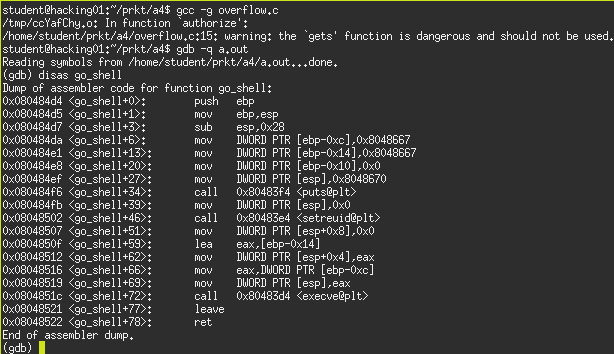 student@hacking01:~/prkt/a4$ gcc -g overflow.c
/tmp/ccYafChy.o: In function `authorize':
/home/student/prkt/a4/overflow.c:15: warning: the `gets' function is dangerous and should not be used.
student@hacking01:~/prkt/a4$ gdb -q a.out
Reading symbols from /home/student/prkt/a4/a.out...done.
(gdb) disas go_shell
Dump of assembler code for function go_shell:
0x080484d4 <go_shell+0>: push ebp
0x080484d5 <go_shell+1>: mov ebp,esp
0x080484d7 <go_shell+3>: sub esp,0x28
0x080484da <go_shell+6>: mov DWORD PTR [ebp-0xc],0x8048667
0x080484e1 <go_shell+13>: mov DWORD PTR [ebp-0x14],0x8048667
0x080484e8 <go_shell+20>: mov DWORD PTR [ebp-0x10],0x0
0x080484ef <go_shell+27>: mov DWORD PTR [esp],0x8048670
0x080484f6 <go_shell+34>: call 0x80483f4 <puts@plt>
0x080484fb <go_shell+39>: mov DWORD PTR [esp],0x0
0x08048502 <go_shell+46>: call 0x80483e4 <setreuid@plt>
0x08048507 <go_shell+51>: mov DWORD PTR [esp+0x8],0x0
0x0804850f <go_shell+59>: lea eax,[ebp-0x14]
0x08048512 <go_shell+62>: mov DWORD PTR [esp+0x4],eax
0x08048516 <go_shell+66>: mov eax,DWORD PTR [ebp-0xc]
0x08048519 <go_shell+69>: mov DWORD PTR [esp],eax
0x0804851c <go_shell+72>: call 0x80483d4 <execve@plt>
0x08048521 <go_shell+77>: leave
0x08048522 <go_shell+78>: ret
End of assembler dump.
(gdb)